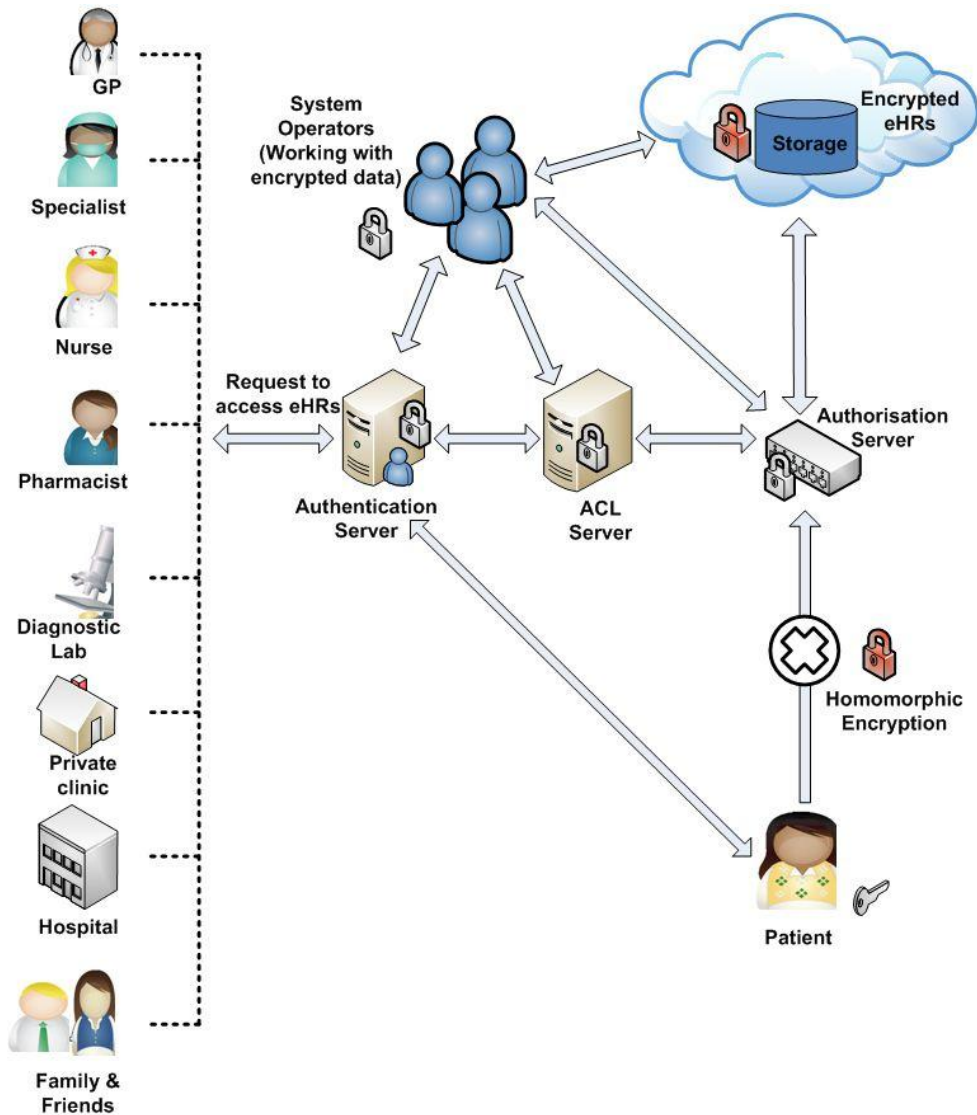 GP
Specialist
Nurse
Pharmacist
Diagnostic
Lab
Private
clinic
Hospital
Family &
Friends
System
Operators
(Working with
encrypted data)
Encrypted
eHRs
Storage
Request to
access eHRs
Authentication
Server
ACL
Server
Authorisation
Server
Homomorphic
Encryption
Patient